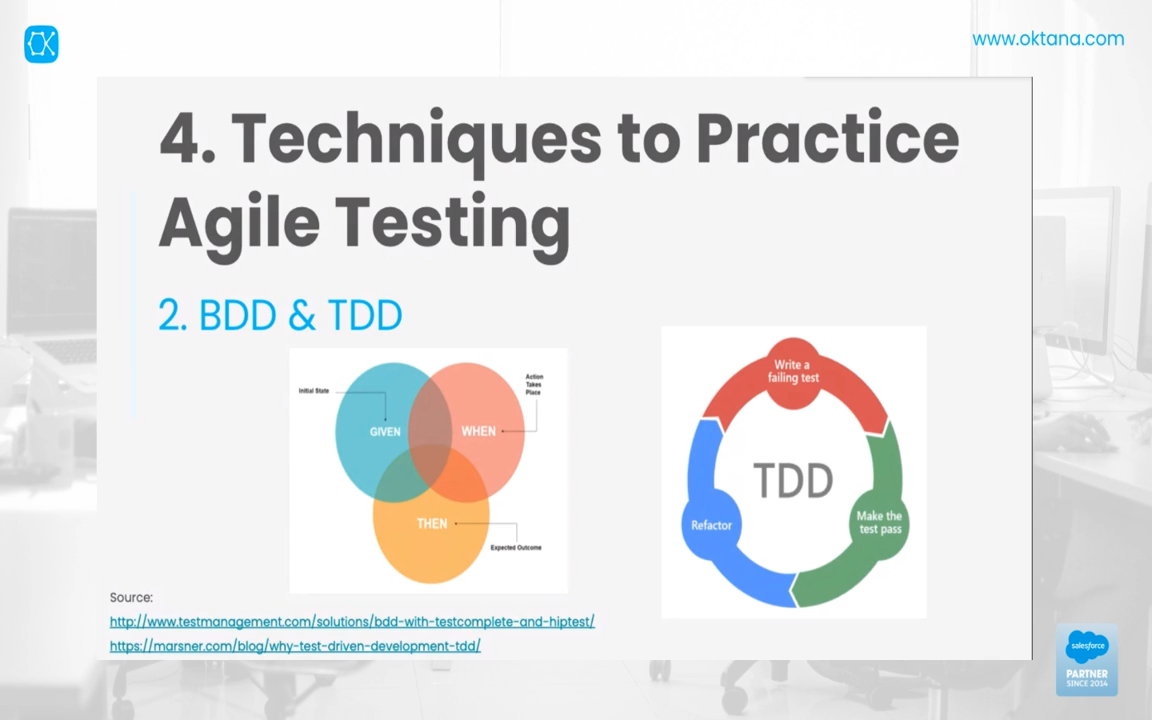 www.oktana.com
4. Techniques to Practice
Agile Testing
2. BDD & TDD
Initial State
GIVEN
WHEN
Action
Takes
Place
THEN
Expected Outcome
Write a
failing test
TDD
Refactor
Make the
test pass
Source:
http://www.testmanagement.com/solutions/bdd-with-testcomplete-and-hiptest/
https://marsner.com/blog/why-test-driven-development-tdd/
salesforce
PARTNER
SINCE 2014